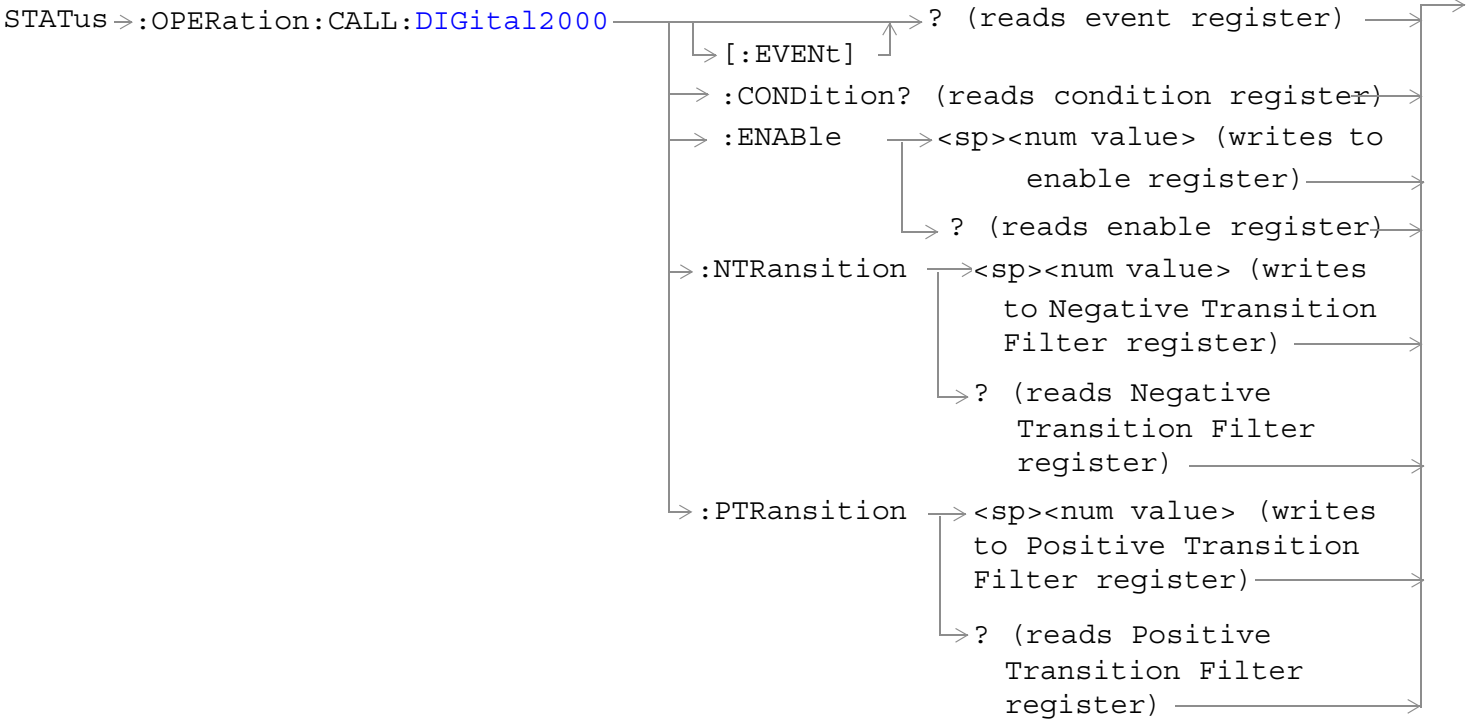 STATus :OPERation:CALL:DIGital2000 ? (reads event register)
[:EVENt]
:CONDition? (reads condition register)
:ENABle <sp><num value> (writes to
enable register)
? (reads enable register)
:NTRansition <sp><num value> (writes
to Negative Transition
Filter register)
? (reads Negative
Transition Filter
register)
:PTRansition <sp><num value> (writes
to Positive Transition
Filter register)
? (reads Positive
Transition Filter
register)